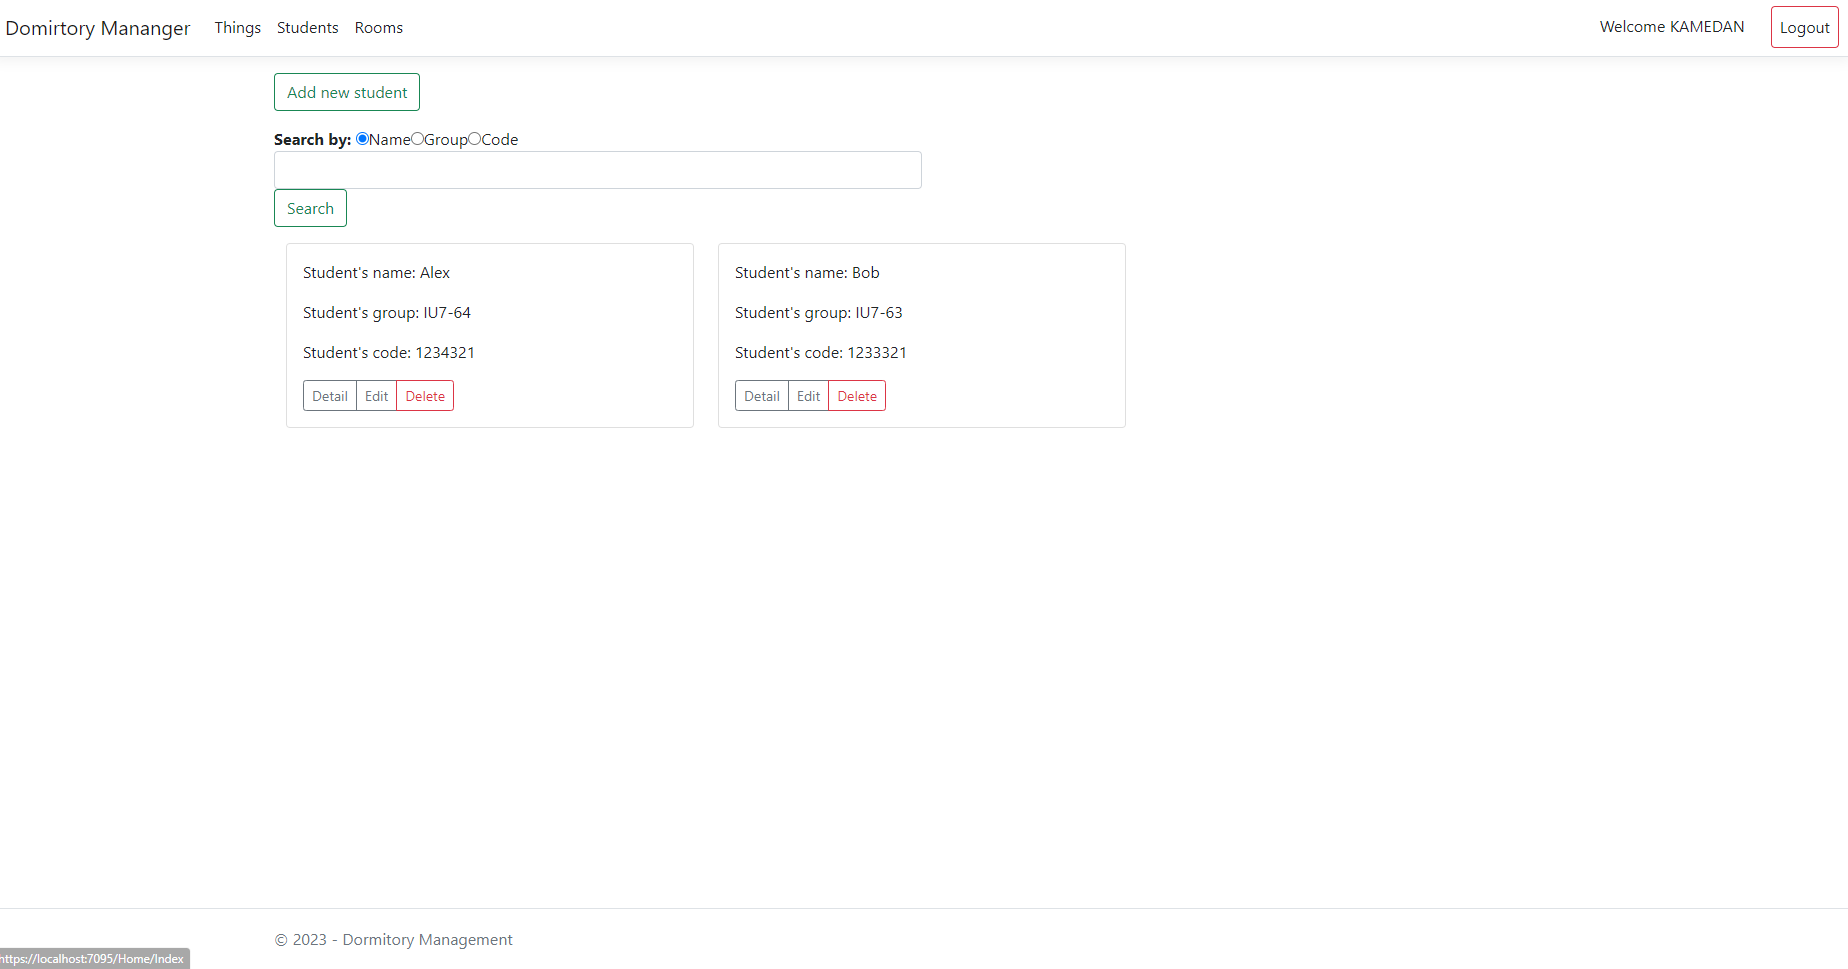 Domirtory Mananger Things Students Rooms Welcome KAMEDAN Logout
Add new student
Search by: Name Group Code
Search
Student's name: Alex
Student's group: IU7-64
Student's code: 1234321
Detail Edit Delete
Student's name: Bob
Student's group: IU7-63
Student's code: 1233321
Detail Edit Delete
© 2023 - Dormitory Management
https://localhost:7095/Home/Index